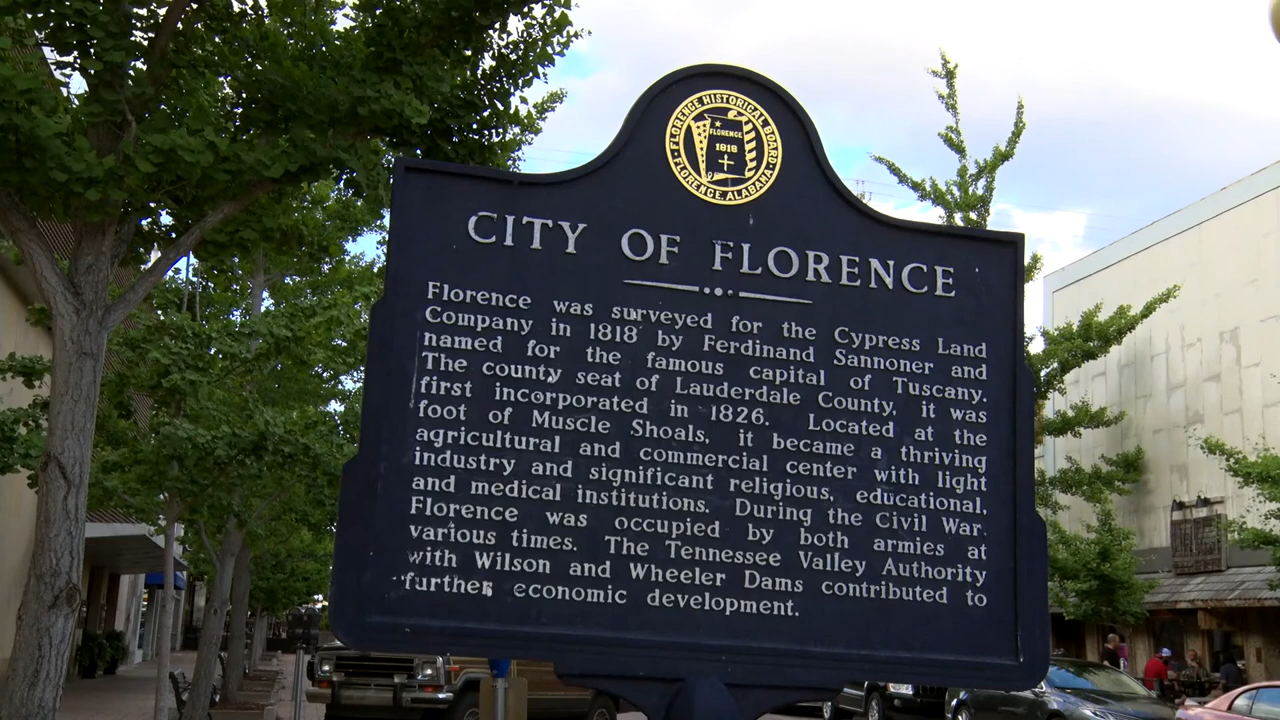 FLORENCE HISTORICAL BOARD
FLORENCE
1818
FLORENCE, ALABAMA
CITY OF FLORENCE
Florence was surveyed for the Cypress Land
Company in 1818 by Ferdinand Sannoner and
named for the famous capital of Tuscany.
The county seat of Lauderdale County, it was
first incorporated in 1826. Located at the
foot of Muscle Shoals, it became a thriving
agricultural and commercial center with light
industry and significant religious, educational,
and medical institutions. During the Civil War,
Florence was occupied by both armies at
various times. The Tennessee Valley Authority
with Wilson and Wheeler Dams contributed to
further economic development.